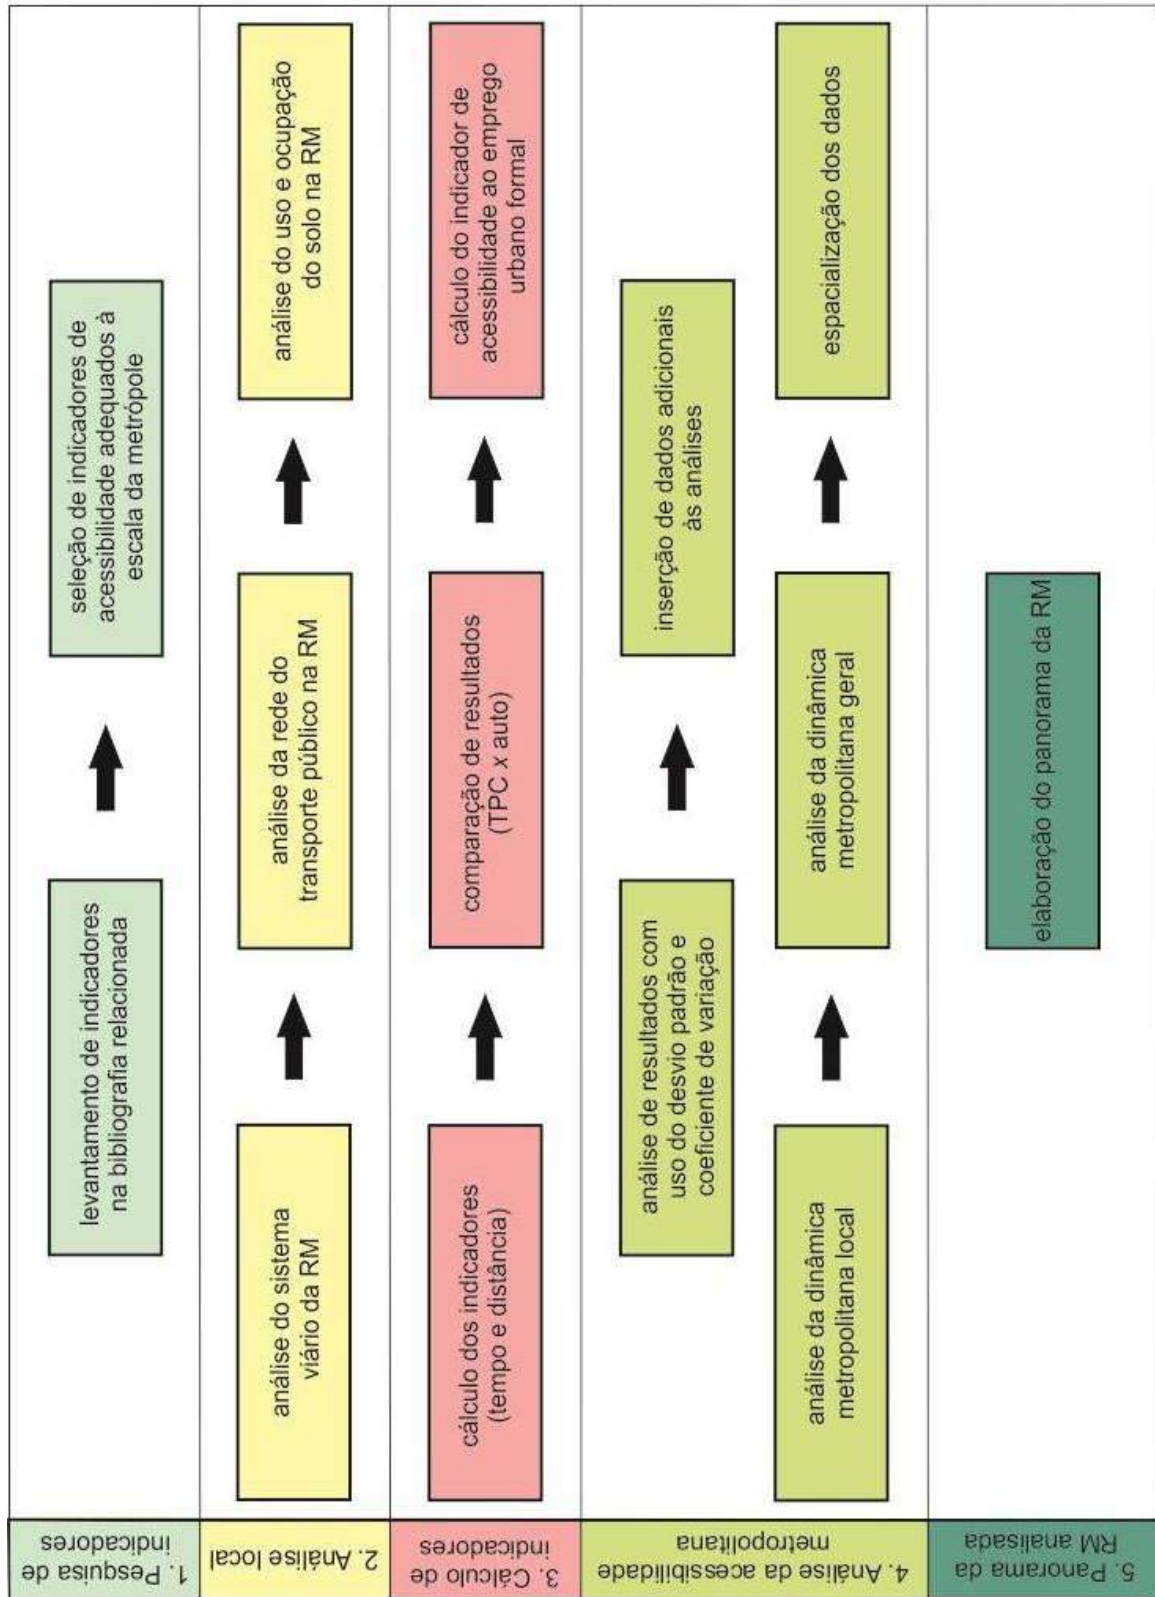 1. Pesquisa de
indicadores
levantamento de indicadores
na bibliografia relacionada
seleção de indicadores de
acessibilidade adequados à
escala da metrópole
2. Análise local
análise do sistema
viário da RM
análise da rede do
transporte público na RM
análise do uso e ocupação
do solo na RM
3. Cálculo de
indicadores
cálculo dos indicadores
(tempo e distância)
comparação de resultados
(TPC x auto)
cálculo do indicador de
acessibilidade ao emprego
urbano formal
4. Análise da acessibilidade
metropolitana
análise de resultados com
uso do desvio padrão e
coeficiente de variação
inserção de dados adicionais
às análises
análise da dinâmica
metropolitana local
análise da dinâmica
metropolitana geral
espacialização dos dados
5. Panorama da
RM analisada
elaboração do panorama da RM